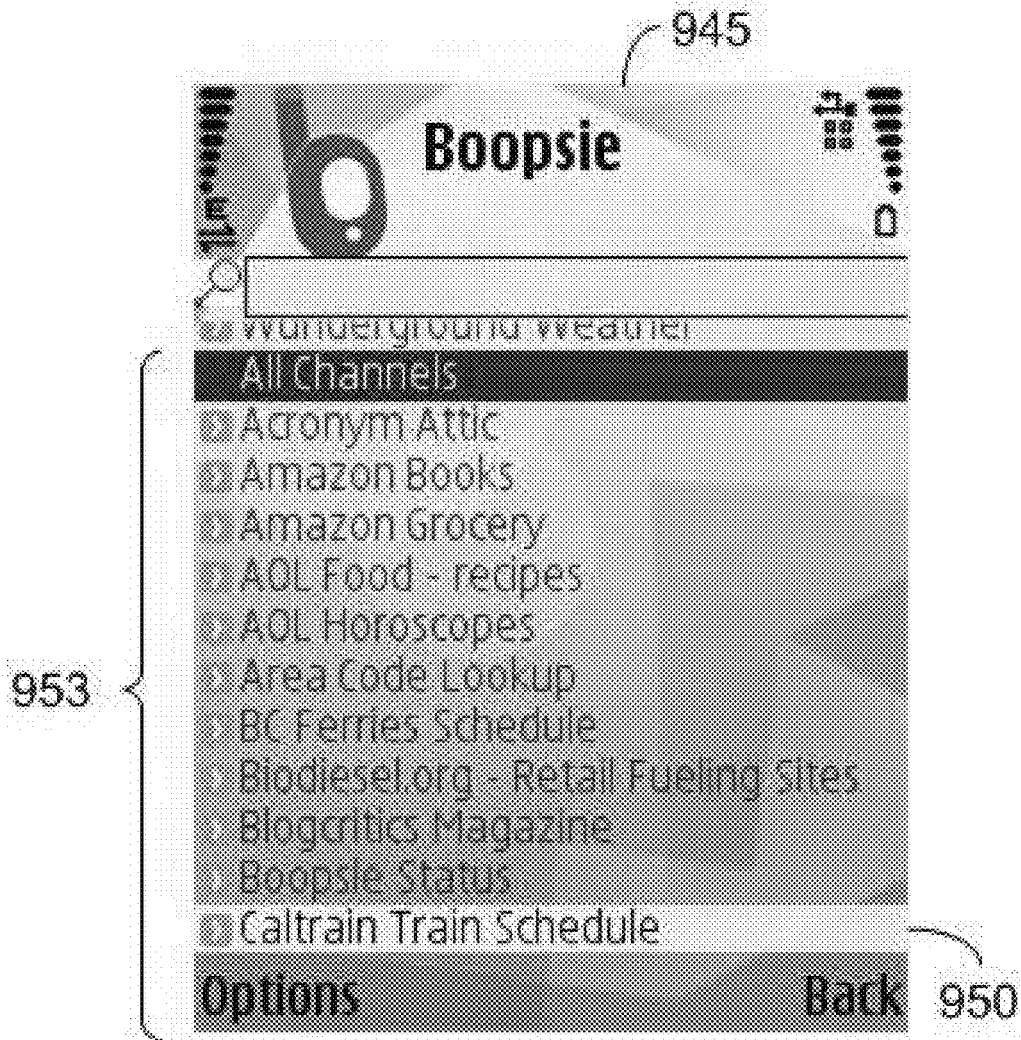 945
Boopsie
Wunderground Weather
All Channels
Acronym Attic
Amazon Books
Amazon Grocery
AOL Food - recipes
AOL Horoscopes
Area Code Lookup
953
BC Ferries Schedule
Biodiesel.org - Retail Fueling Sites
Blogcritics Magazine
Boopsie Status
Caltrain Train Schedule
Options
Back
950